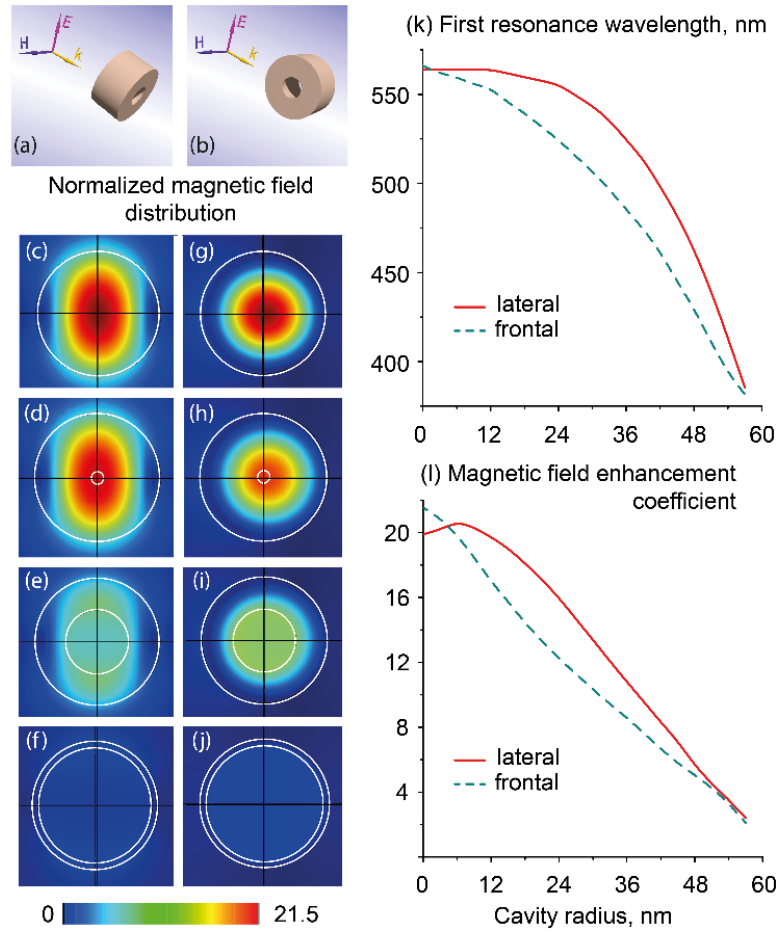 E
H
k
(a)
E
H
k
(b)
Normalized magnetic field
distribution
(c)
(g)
(d)
(h)
(e)
(i)
(f)
(j)
0
21.5
(k) First resonance wavelength, nm
550
500
450
400
lateral
frontal
0 12 24 36 48 60
(l) Magnetic field enhancement
coefficient
20
16
12
8
4
lateral
frontal
0 12 24 36 48 60
Cavity radius, nm